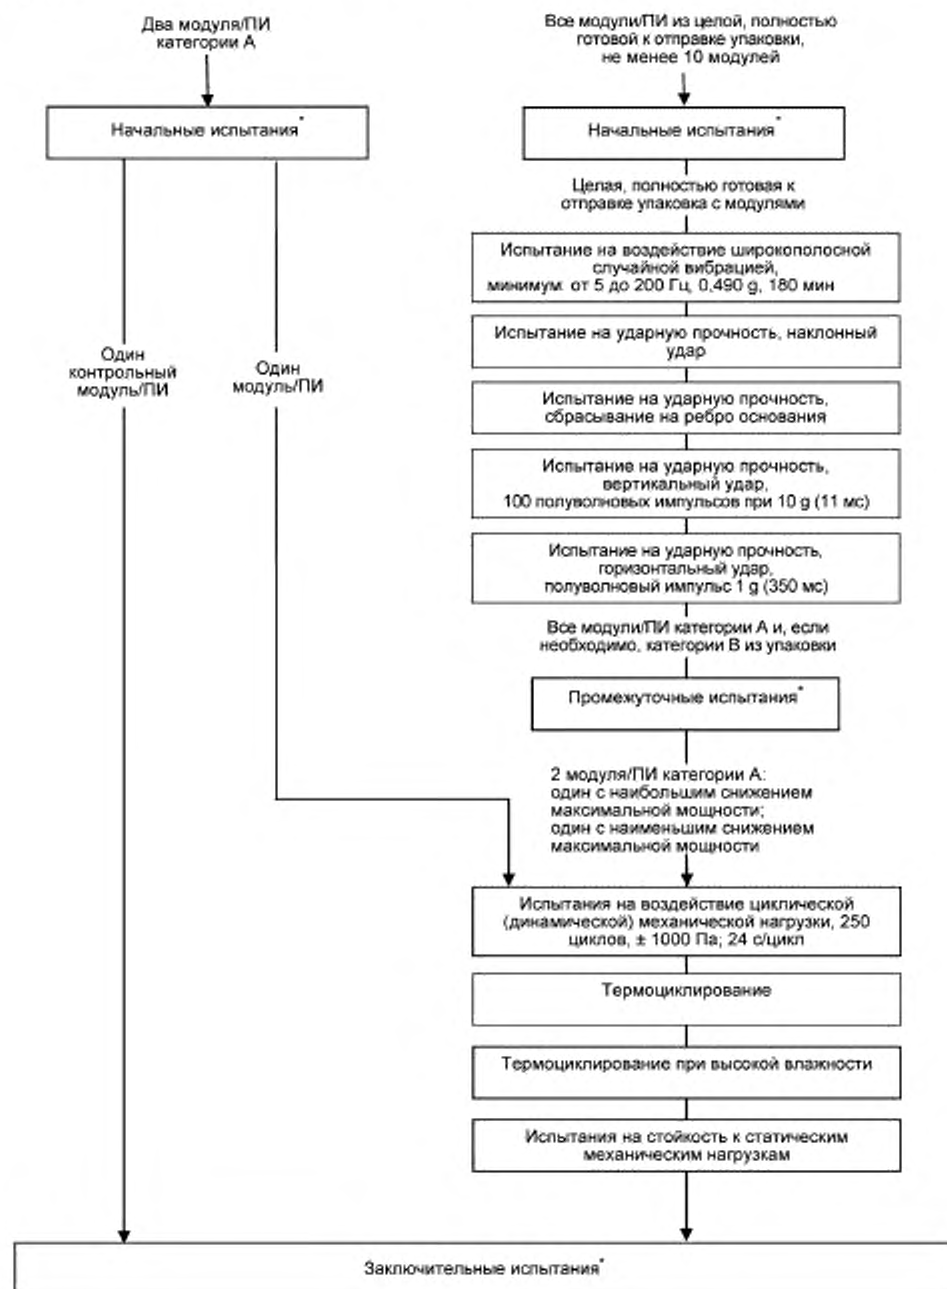 Два модуля/ПИ
категории А
Все модули/ПИ из целой, полностью
готовой к отправке упаковки,
не менее 10 модулей
Начальные испытания*
Начальные испытания*
Целая, полностью готовая к
отправке упаковка с модулями
Испытание на воздействие широкополосной
случайной вибрацией,
минимум: от 5 до 200 Гц, 0,490 g, 180 мин
Испытание на ударную прочность, наклонный
удар
Один
контрольный
модуль/ПИ
Один
модуль/ПИ
Испытание на ударную прочность,
сбрасывание на ребро основания
Испытание на ударную прочность,
вертикальный удар,
100 полуволновых импульсов при 10 g (11 мс)
Испытание на ударную прочность,
горизонтальный удар,
полуволновый импульс 1 g (350 мс)
Все модули/ПИ категории А и, если
необходимо, категории В из упаковки
Промежуточные испытания*
2 модуля/ПИ категории А:
один с наибольшим снижением
максимальной мощности;
один с наименьшим снижением
максимальной мощности
Испытания на воздействие циклической
(динамической) механической нагрузки, 250
циклов, ± 1000 Па; 24 с/цикл
Термоциклирование
Термоциклирование при высокой влажности
Испытания на стойкость к статическим
механическим нагрузкам
Заключительные испытания*